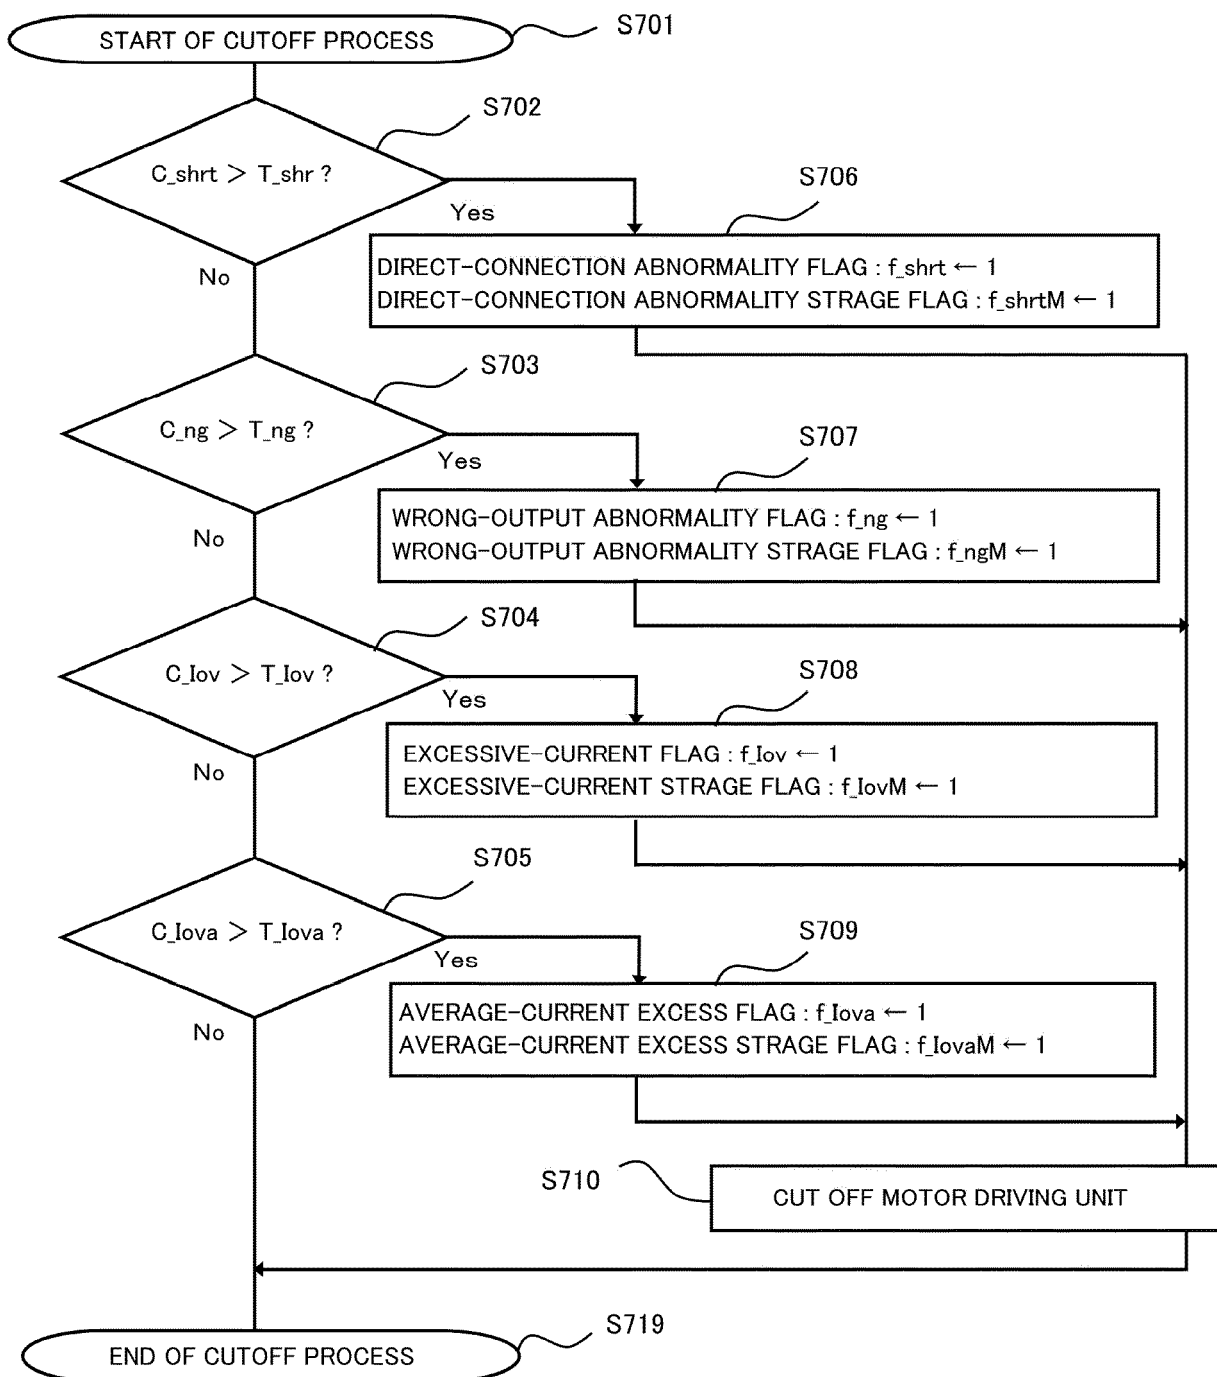 START OF CUTOFF PROCESS
S701
S702
C_shrt > T_shr ?
Yes
No
S706
DIRECT-CONNECTION ABNORMALITY FLAG : f_shrt ← 1
DIRECT-CONNECTION ABNORMALITY STRAGE FLAG : f_shrtM ← 1
S703
C_ng > T_ng ?
Yes
No
S707
WRONG-OUTPUT ABNORMALITY FLAG : f_ng ← 1
WRONG-OUTPUT ABNORMALITY STRAGE FLAG : f_ngM ← 1
S704
C_Iov > T_Iov ?
Yes
No
S708
EXCESSIVE-CURRENT FLAG : f_Iov ← 1
EXCESSIVE-CURRENT STRAGE FLAG : f_IovM ← 1
S705
C_Iova > T_Iova ?
Yes
No
S709
AVERAGE-CURRENT EXCESS FLAG : f_Iova ← 1
AVERAGE-CURRENT EXCESS STRAGE FLAG : f_IovaM ← 1
S710
CUT OFF MOTOR DRIVING UNIT
S719
END OF CUTOFF PROCESS